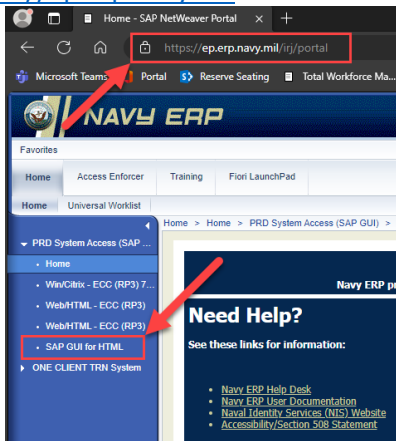 Home - SAP NetWeaver Portal
https://ep.erp.navy.mil/irj/portal
Microsoft Teams Portal Reserve Seating Total Workforce Ma...
NAVY ERP
Favorites
Home Access Enforcer Training Fiori LaunchPad
Home Universal Worklist
Home > Home > PRD System Access (SAP GUI) >
PRD System Access (SAP ...
Home
Win/Citrix - ECC (RP3) 7...
Web/HTML - ECC (RP3)
Web/HTML - ECC (RP3)
SAP GUI for HTML
ONE CLIENT TRN System
Navy ERP pr
Need Help?
See these links for information:
Navy ERP Help Desk
Navy ERP User Documentation
Naval Identity Services (NIS) Website
Accessibility/Section 508 Statement